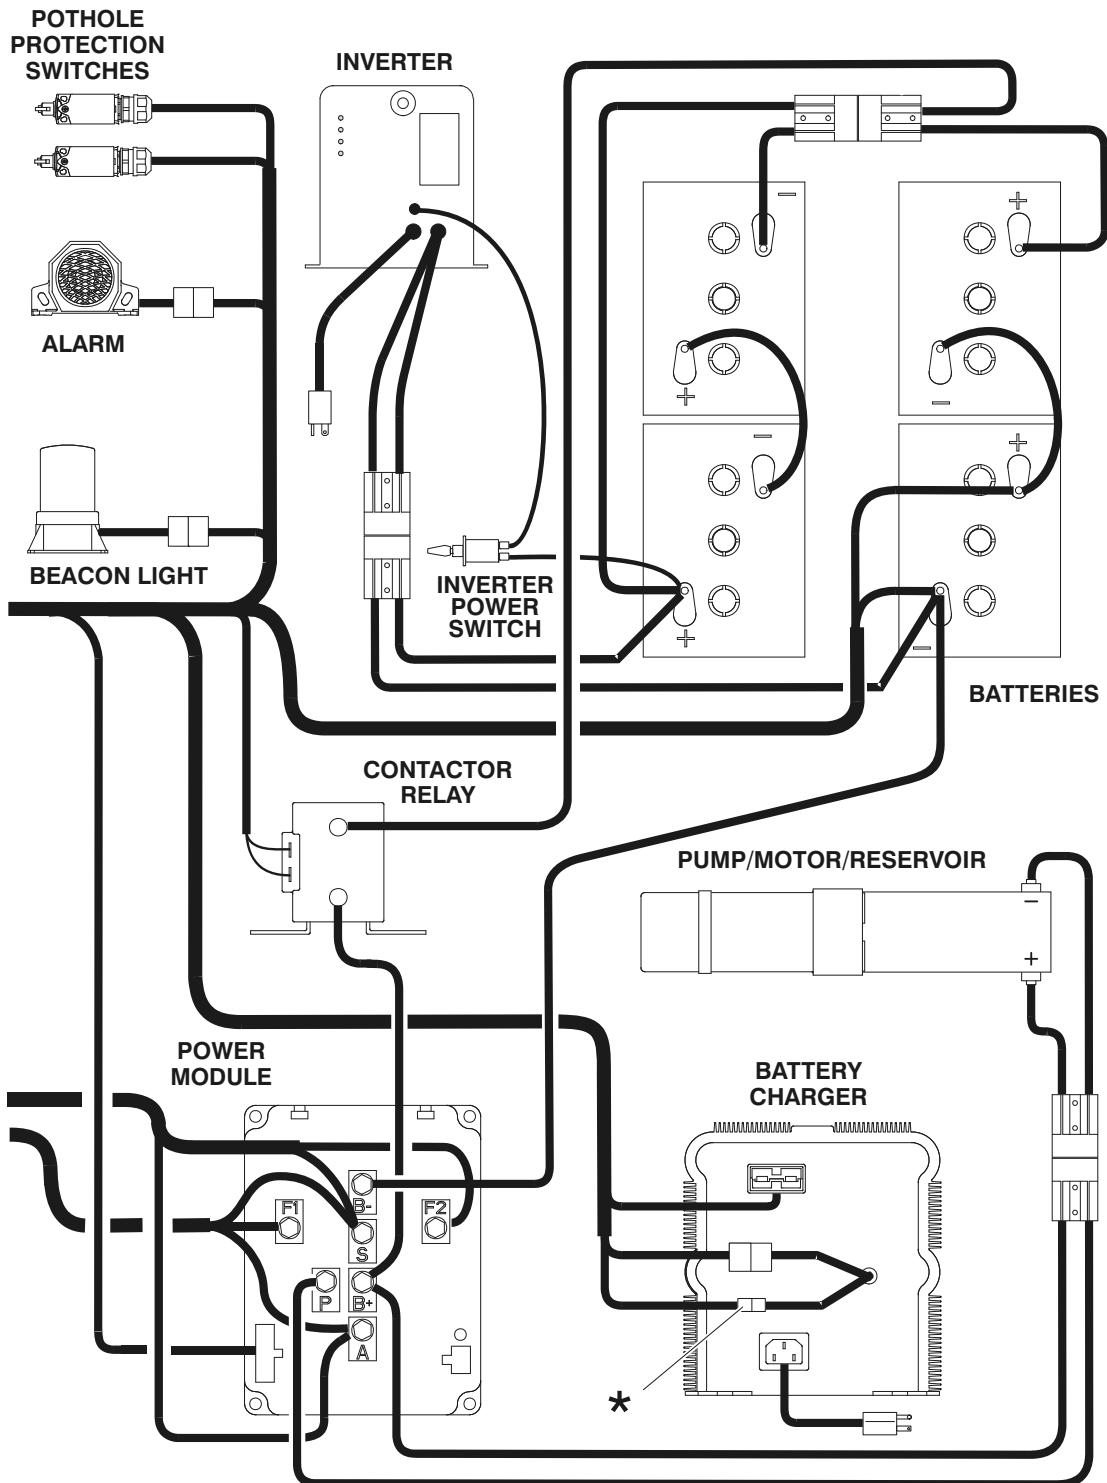 POTHOLE
PROTECTION
SWITCHES
INVERTER
ALARM
BEACON LIGHT
INVERTER
POWER
SWITCH
−
+
+
−
−
+
+
−
BATTERIES
CONTACTOR
RELAY
PUMP/MOTOR/RESERVOIR
−
+
POWER
MODULE
BATTERY
CHARGER
B-
F1
F2
S
P
B+
A
*